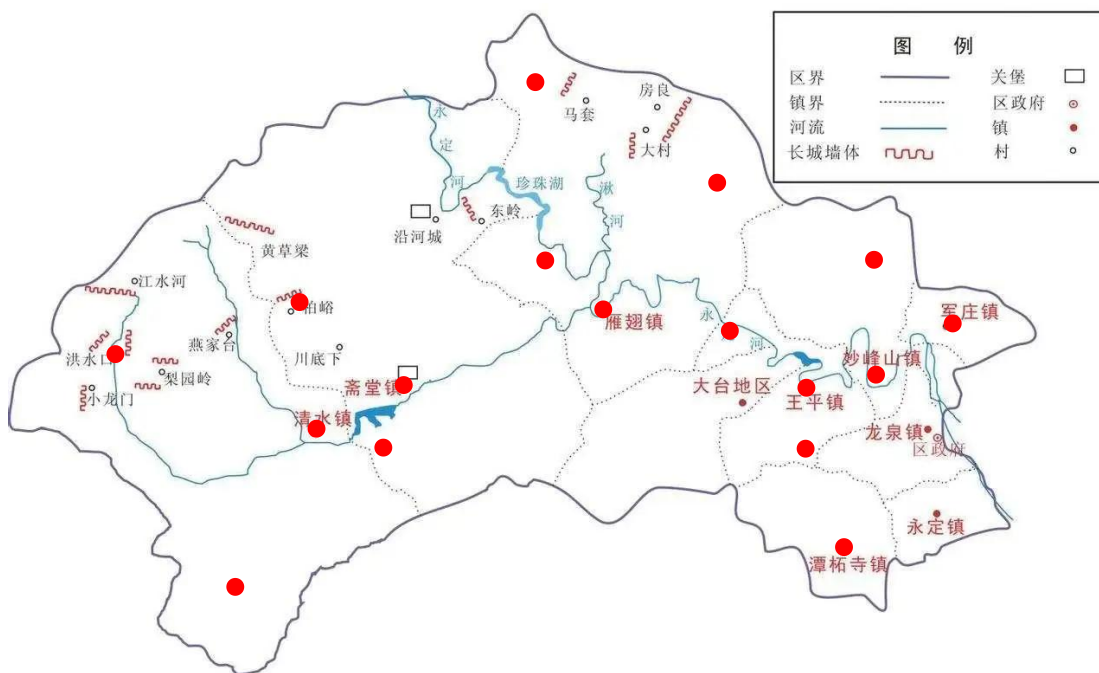 图 例
区界
关堡
镇界
区政府
河流
镇
长城墙体
村
房良
马套
大村
永定河
珍珠湖
湫河
东岭
沿河城
黄草梁
江水河
柏峪
燕家台
川底下
洪水口
梨园岭
小龙门
斋堂镇
清水镇
雁翅镇
永
河
军庄镇
妙峰山镇
大台地区
王平镇
龙泉镇
区政府
永定镇
潭柘寺镇